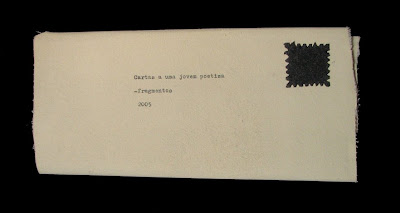 Cartas a uma jovem poetisa
-fragmentos
2005